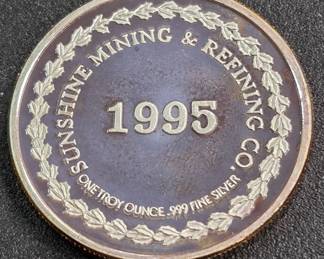 SUNSHINE MINING & REFINING CO.
1995
ONE TROY OUNCE .999 FINE SILVER